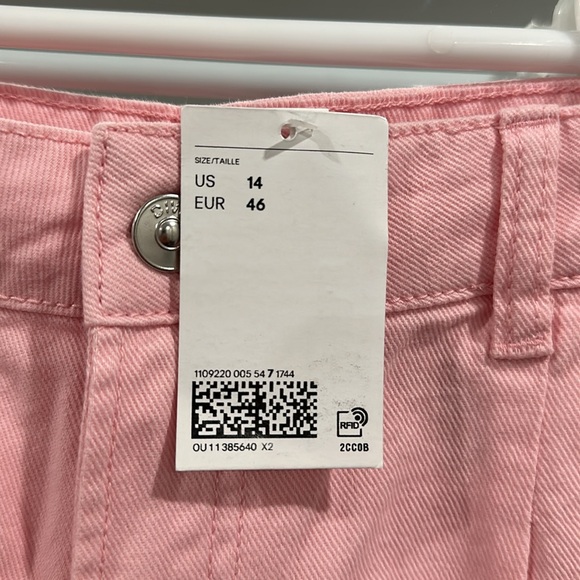 SIZE/TAILLE
US 14
EUR 46
1109220 005 54 7 1744
RFID
OU11385640 X2
2CC0B